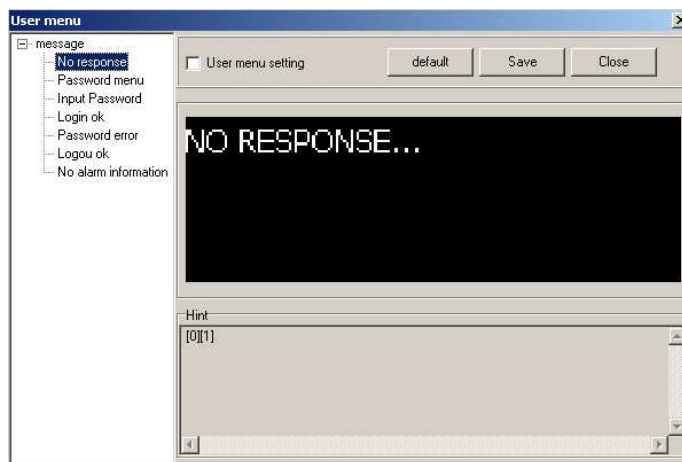 User menu
message
No response
Password menu
Input Password
Login ok
Password error
Logou ok
No alarm information
User menu setting
default
Save
Close
NO RESPONSE...
Hint
[0][1]